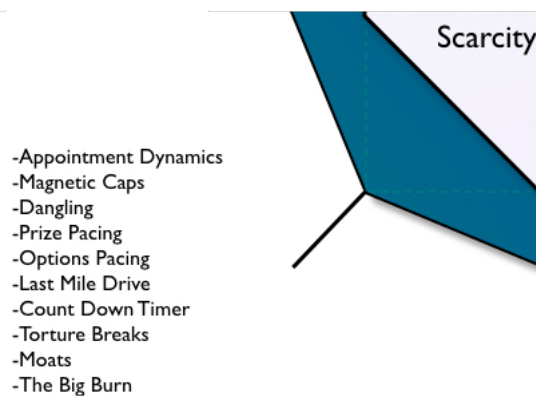 Scarcity
-Appointment Dynamics
-Magnetic Caps
-Dangling
-Prize Pacing
-Options Pacing
-Last Mile Drive
-Count Down Timer
-Torture Breaks
-Moats
-The Big Burn